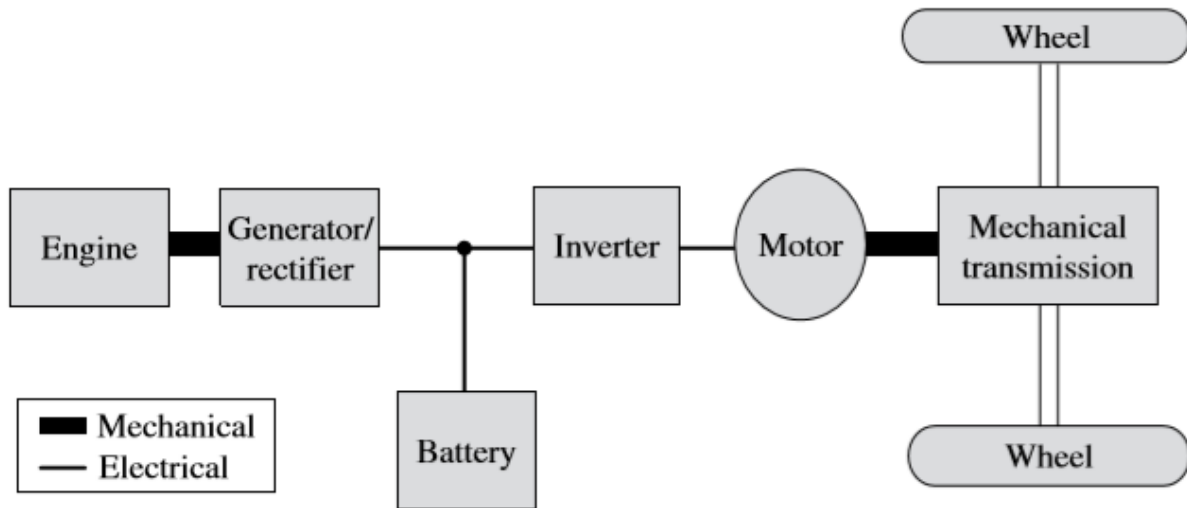 Wheel
Engine
Generator/
rectifier
Inverter
Motor
Mechanical
transmission
Battery
Mechanical
Electrical
Wheel